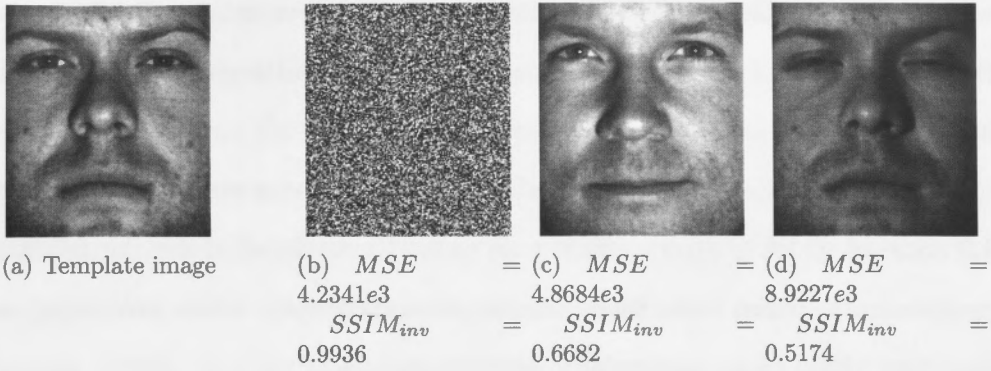 (a) Template image
(b) MSE =
4.2341e3
SSIM_inv =
0.9936
(c) MSE =
4.8684e3
SSIM_inv =
0.6682
(d) MSE =
8.9227e3
SSIM_inv =
0.5174